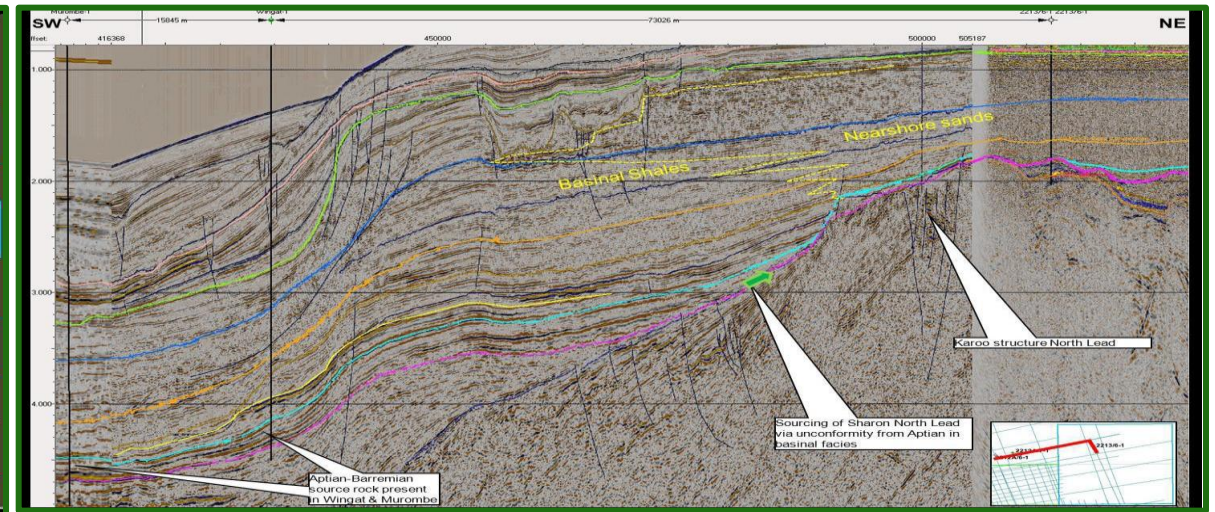 Murombe-1 Wingat-1 2213/6-1 2213/6-1
SW 15845 m 73026 m NE
416368 450000 500000 505187
1.000
2.000
3.000
4.000
Nearshore sands
Basinal Shales
Karoo structure North Lead
Sourcing of Sharon North Lead
via unconformity from Aptian in
basinal facies
Aptian-Barremian
source rock present
in Wingat & Murombe
2213/6-1